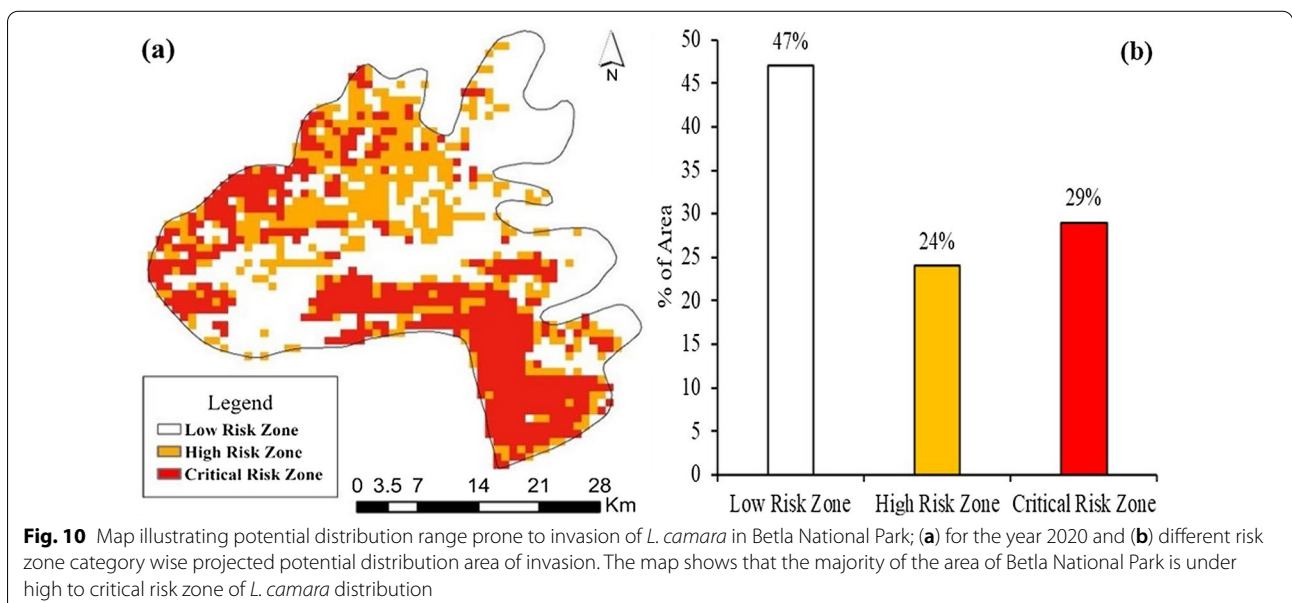 (a)
N
Legend
Low Risk Zone
High Risk Zone
Critical Risk Zone
0 3.5 7 14 21 28
Km
(b)
% of Area
50
45
40
35
30
25
20
15
10
5
0
47%
24%
29%
Low Risk Zone High Risk Zone Critical Risk Zone
Fig. 10 Map illustrating potential distribution range prone to invasion of L. camara in Betla National Park; (a) for the year 2020 and (b) different risk
zone category wise projected potential distribution area of invasion. The map shows that the majority of the area of Betla National Park is under
high to critical risk zone of L. camara distribution